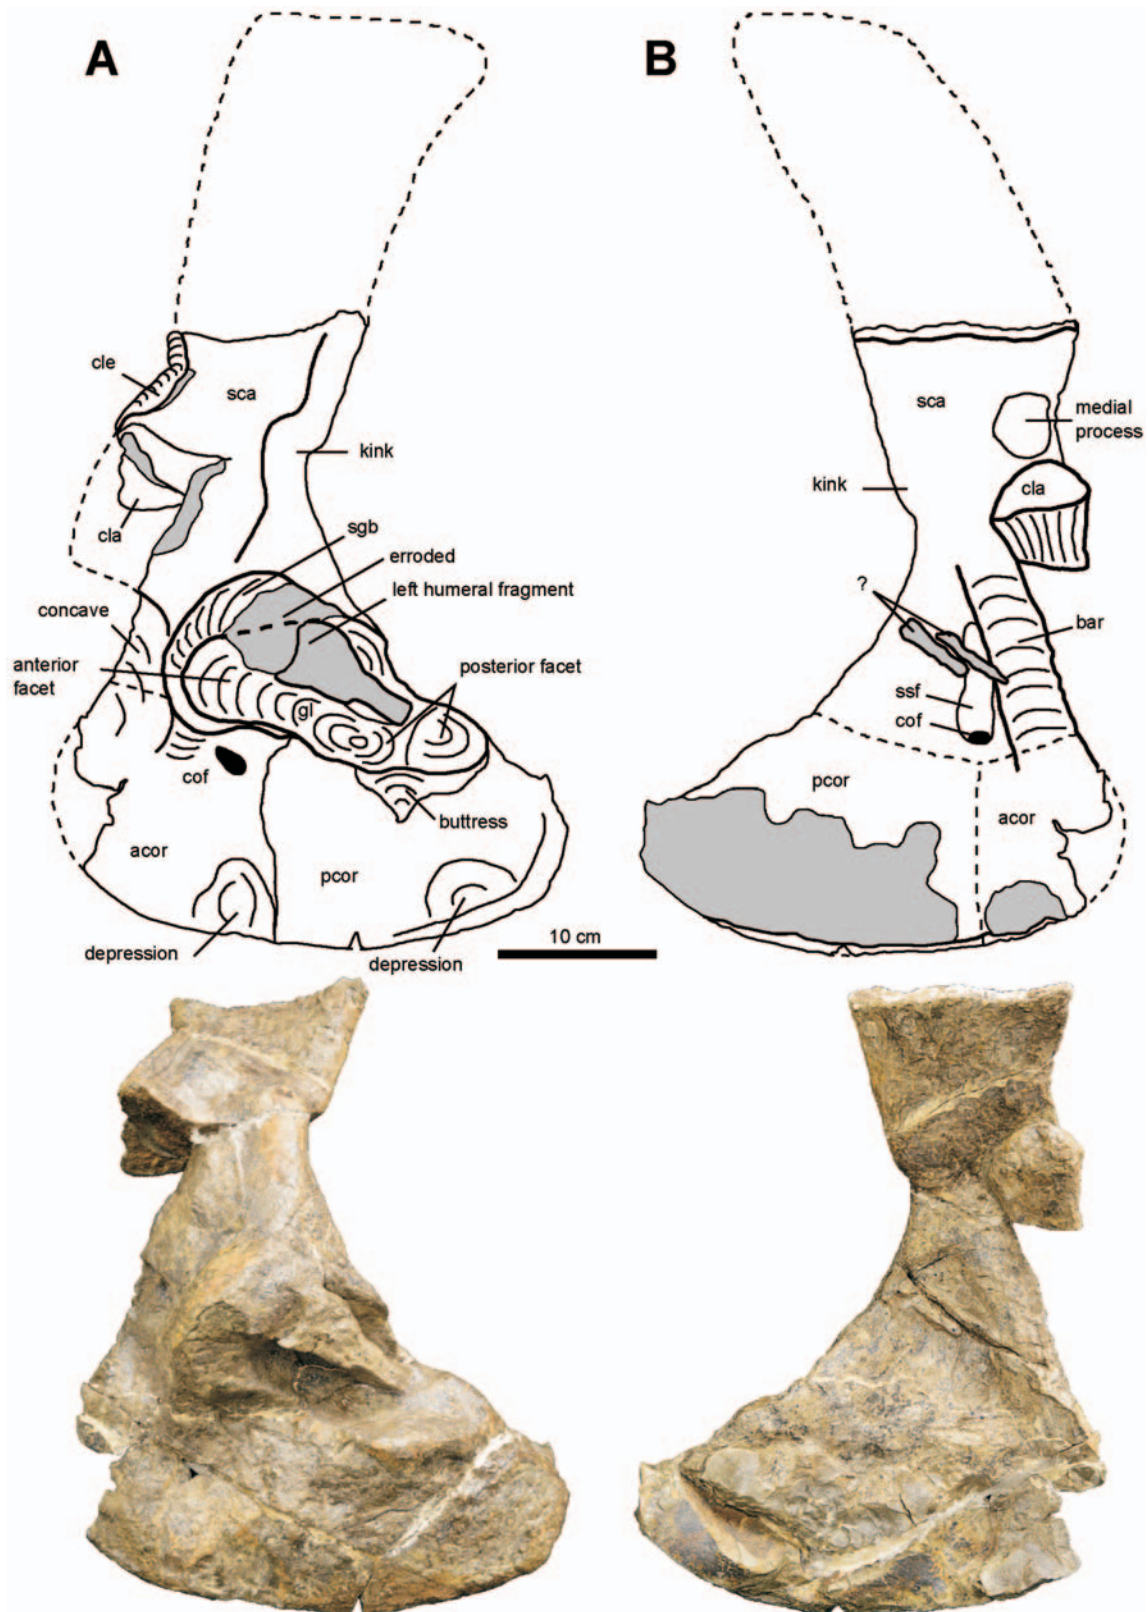 A
cle
sca
kink
cla
sgb
erroded
left humeral fragment
concave
anterior
facet
posterior facet
gl
cof
buttress
acor
pcor
depression
depression
10 cm
B
sca
medial
process
kink
cla
?
bar
ssf
cof
pcor
acor